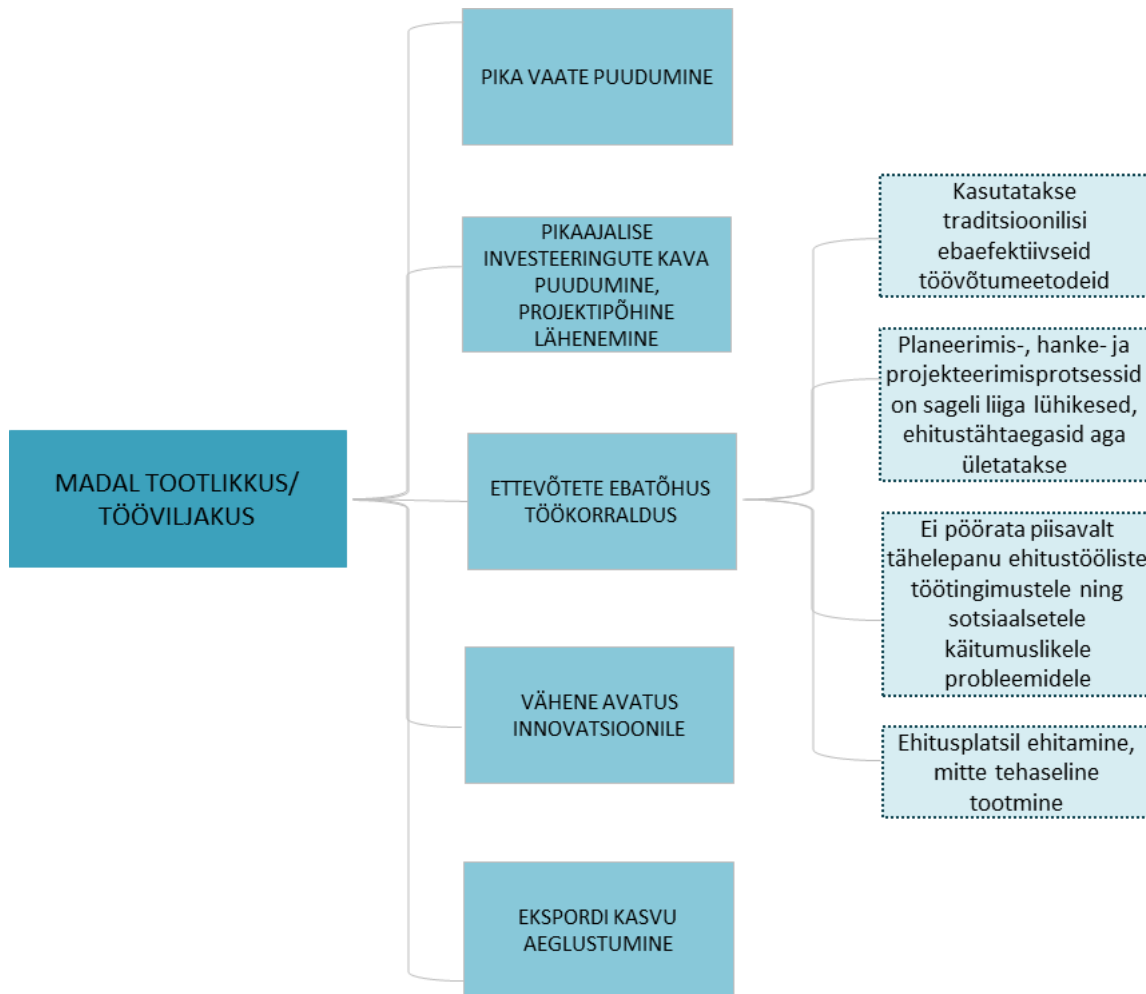 PIKA VAATE PUUDUMINE
PIKAAJALISE
INVESTEERINGUTE KAVA
PUUDUMINE,
PROJEKTIPÕHINE
LÄHENEMINE
MADAL TOOTLIKKUS/
TÖÖVILJAKUS
ETTEVÕTETE EBATÕHUS
TÖÖKORRALDUS
VÄHENE AVATUS
INNOVATSIOONILE
EKSPORDI KASVU
AEGLUSTUMINE
Kasutatakse
traditsioonilisi
ebaefektiivseid
töövõtumeetodeid
Planeerimis-, hanke- ja
projekteerimisprotsessid
on sageli liiga lühikesed,
ehitustähtaegasid aga
ületatakse
Ei pöörata piisavalt
tähelepanu ehitustööliste
töötingimustele ning
sotsiaalsetele
käitumuslikele
probleemidele
Ehitusplatsil ehitamine,
mitte tehaseline
tootmine